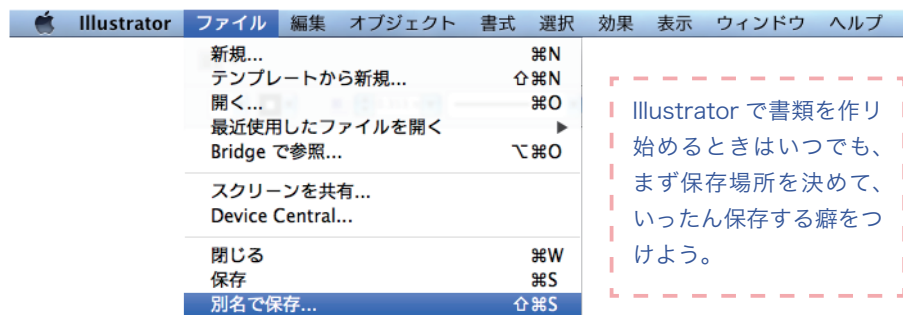 Illustrator ファイル 編集 オブジェクト 書式 選択 効果 表示 ウィンドウ ヘルプ
新規... ⌘N
テンプレートから新規... ⇧⌘N
開く... ⌘O
最近使用したファイルを開く ▶
Bridge で参照... ⌥⌘O
スクリーンを共有...
Device Central...
閉じる ⌘W
保存 ⌘S
別名で保存... ⇧⌘S
Illustrator で書類を作り
始めるときはいつでも、
まず保存場所を決めて、
いったん保存する癖をつ
けよう。